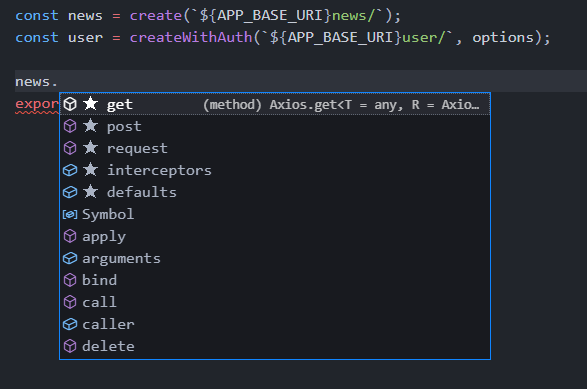 const news = create(`${APP_BASE_URI}news/`);
const user = createWithAuth(`${APP_BASE_URI}user/`, options);
news.
expor
★ get (method) Axios.get<T = any, R = Axio…
★ post
★ request
★ interceptors
★ defaults
Symbol
apply
arguments
bind
call
caller
delete